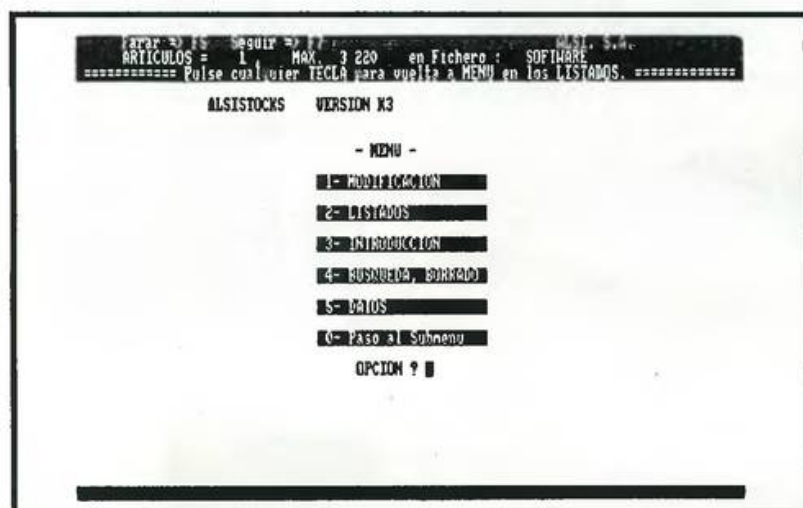 Parar => F5   Seguir => F7   ALSI, S.A.
ARTICULOS =   1   MAX.  3 220   en Fichero :   SOFTWARE
============ Pulse cualquier TECLA para vuelta a MENU en los LISTADOS. =============
ALSISTOCKS   VERSION X3
- MENU -
1- MODIFICACION
2- LISTADOS
3- INTRODUCCION
4- BUSQUEDA, BORRADO
5- DATOS
0- Paso al Submenu
OPCION ?